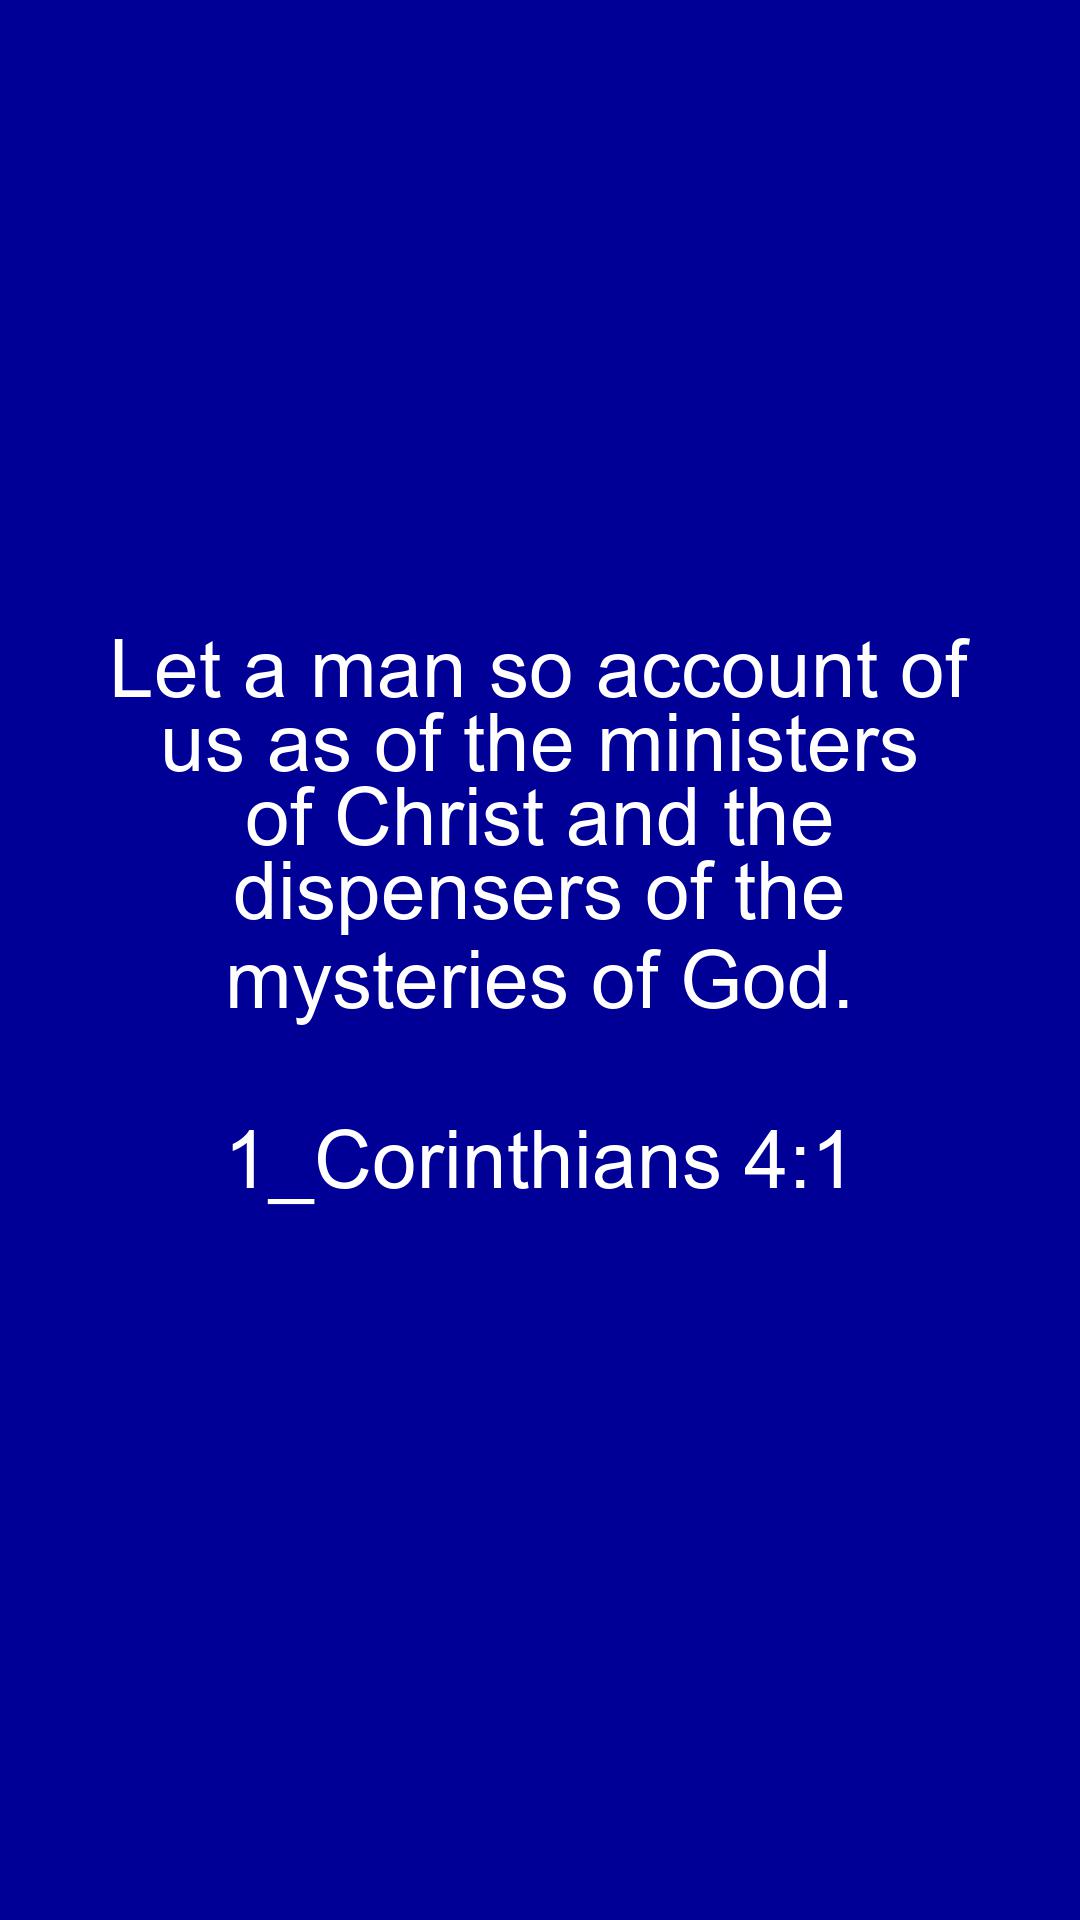 Let a man so account of
us as of the ministers
of Christ and the
dispensers of the
mysteries of God.
1_Corinthians 4:1